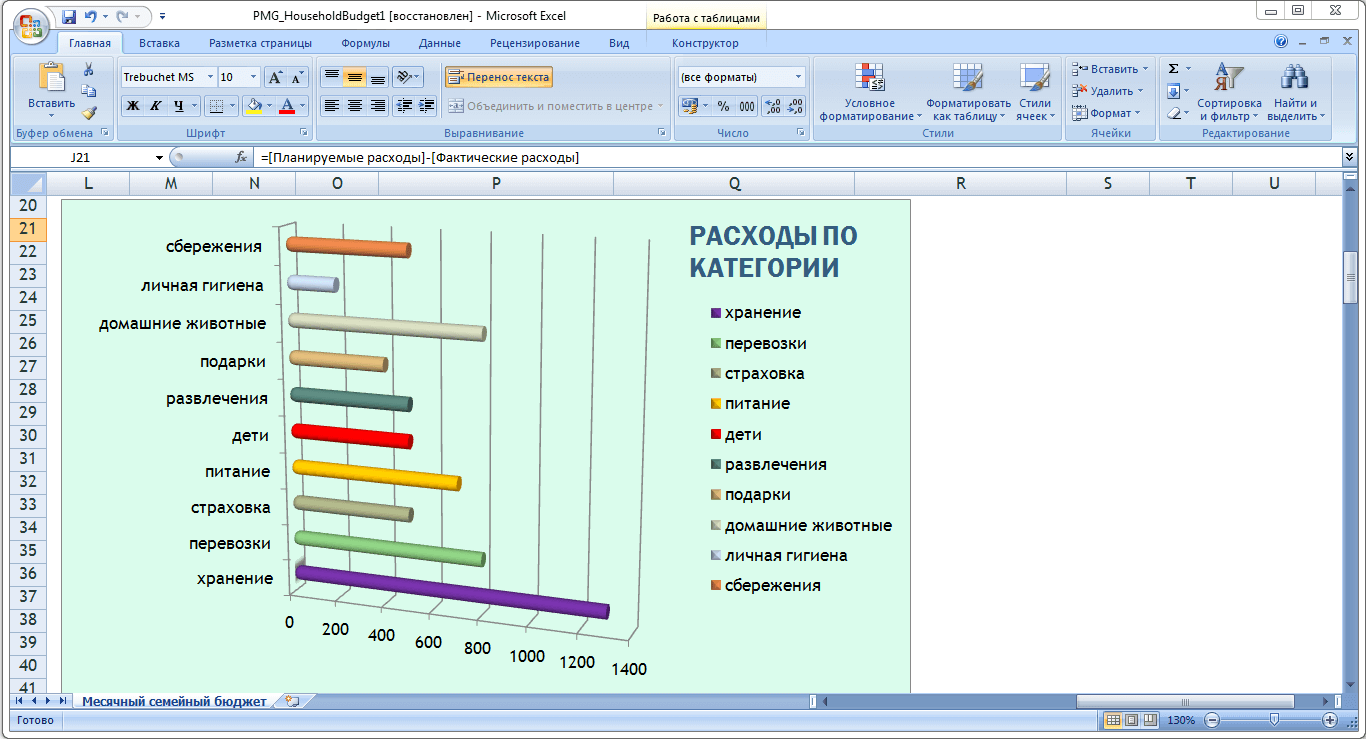 PMG_HouseholdBudget1 [восстановлен] - Microsoft Excel
Работа с таблицами
Главная
Вставка
Разметка страницы
Формулы
Данные
Рецензирование
Вид
Конструктор
Вставить
Буфер обмена
Trebuchet MS
10
Ж К Ч
Шрифт
Перенос текста
Объединить и поместить в центре
Выравнивание
(все форматы)
% 000
Число
Условное форматирование
Форматировать как таблицу
Стили ячеек
Стили
Вставить
Удалить
Формат
Ячейки
Сортировка и фильтр
Найти и выделить
Редактирование
J21
fx
=[Планируемые расходы]-[Фактические расходы]
L M N O P Q R S T U
20
21
22
23
24
25
26
27
28
29
30
31
32
33
34
35
36
37
38
39
40
41
сбережения
личная гигиена
домашние животные
подарки
развлечения
дети
питание
страховка
перевозки
хранение
0 200 400 600 800 1000 1200 1400
РАСХОДЫ ПО
КАТЕГОРИИ
хранение
перевозки
страховка
питание
дети
развлечения
подарки
домашние животные
личная гигиена
сбережения
Месячный семейный бюджет
Готово
130%